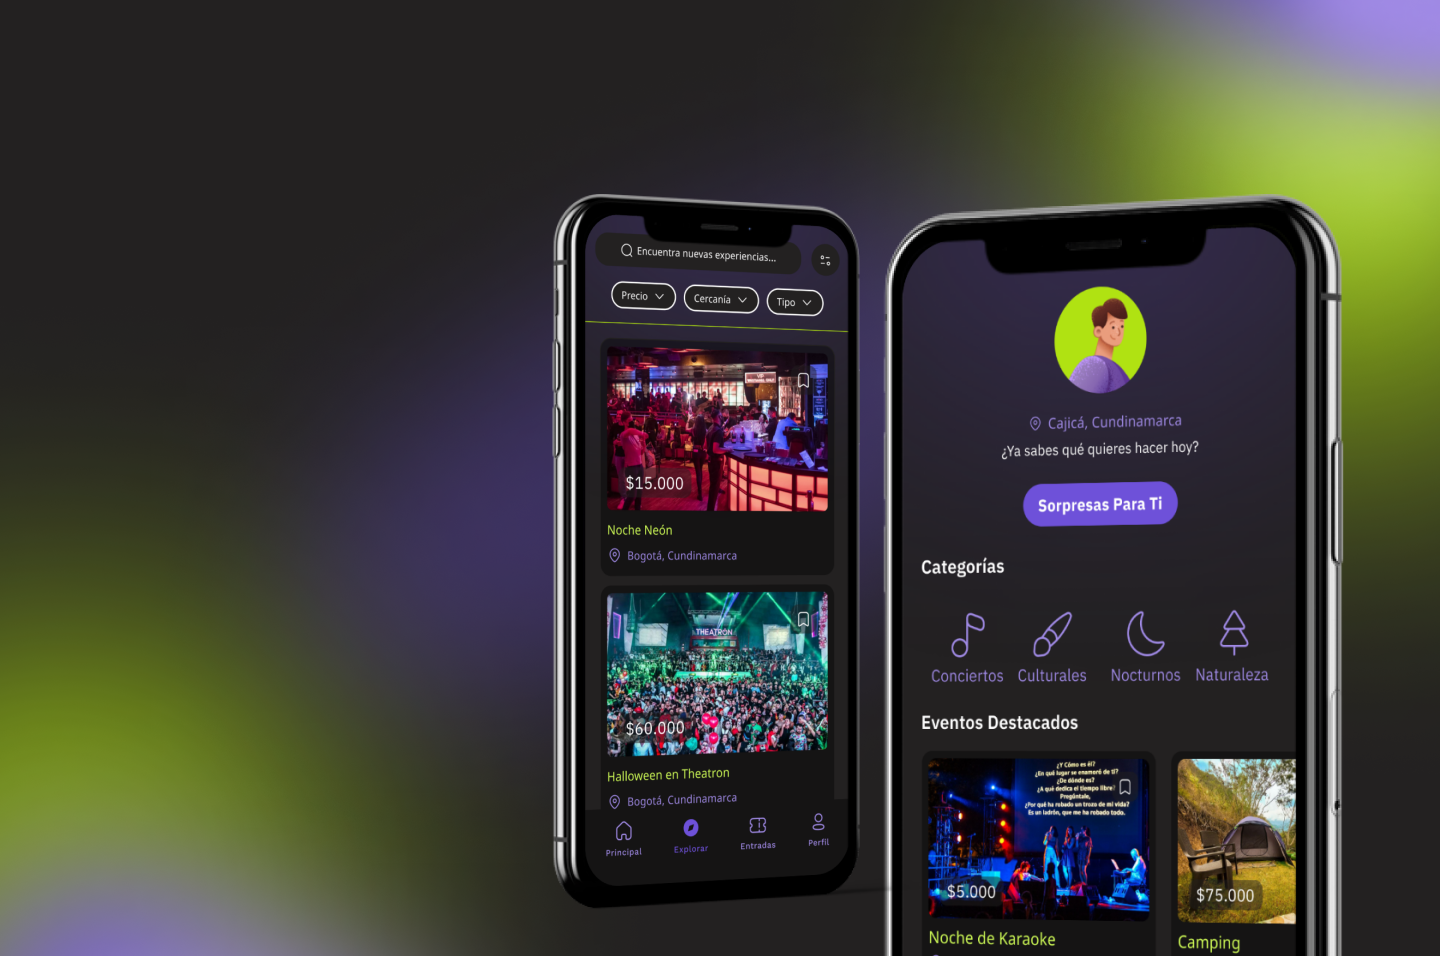 Encuentra nuevas experiencias...
Precio
Cercanía
Tipo
$15.000
Noche Neón
Bogotá, Cundinamarca
THEATRON
$60.000
Halloween en Theatron
Bogotá, Cundinamarca
Principal
Explorar
Entradas
Perfil
Cajicá, Cundinamarca
¿Ya sabes qué quieres hacer hoy?
Sorpresas Para Ti
Categorías
Conciertos
Culturales
Nocturnos
Naturaleza
Eventos Destacados
¿Y Cómo es él?
¿En qué lugar se enamoró de ti?
¿De dónde es?
¿A qué dedica el tiempo libre?
Pregúntale,
¿Por qué ha robado un trozo de mi vida?
Es un ladrón, que me ha robado todo.
$5.000
Noche de Karaoke
$75.000
Camping